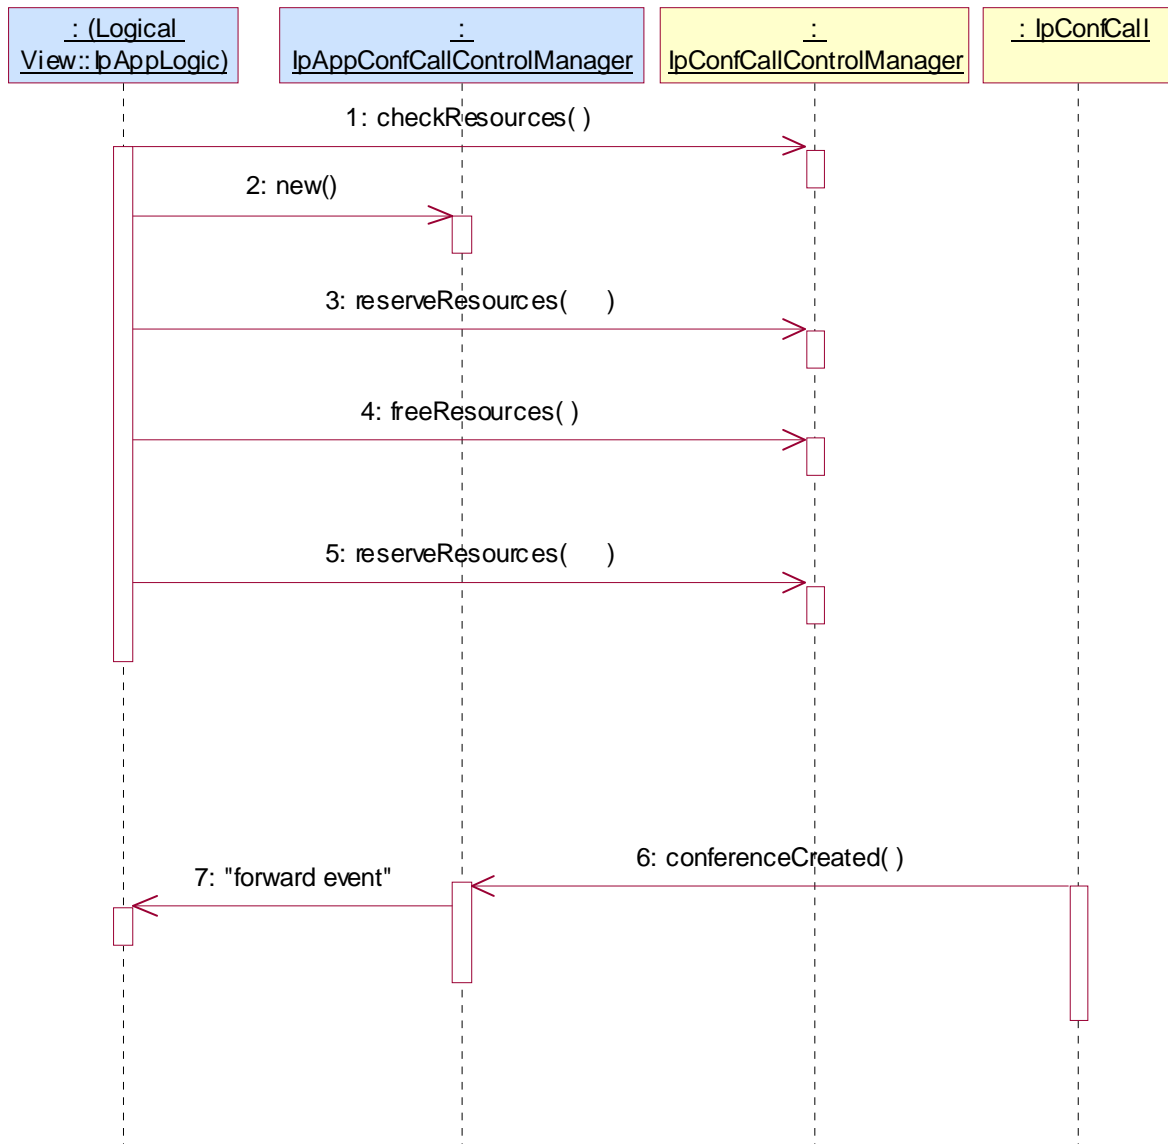 : (Logical
View::IpAppLogic)
:
IpAppConfCallControlManager
:
IpConfCallControlManager
: IpConfCall
1: checkResources( )
2: new()
3: reserveResources(     )
4: freeResources( )
5: reserveResources(     )
6: conferenceCreated( )
7: "forward event"